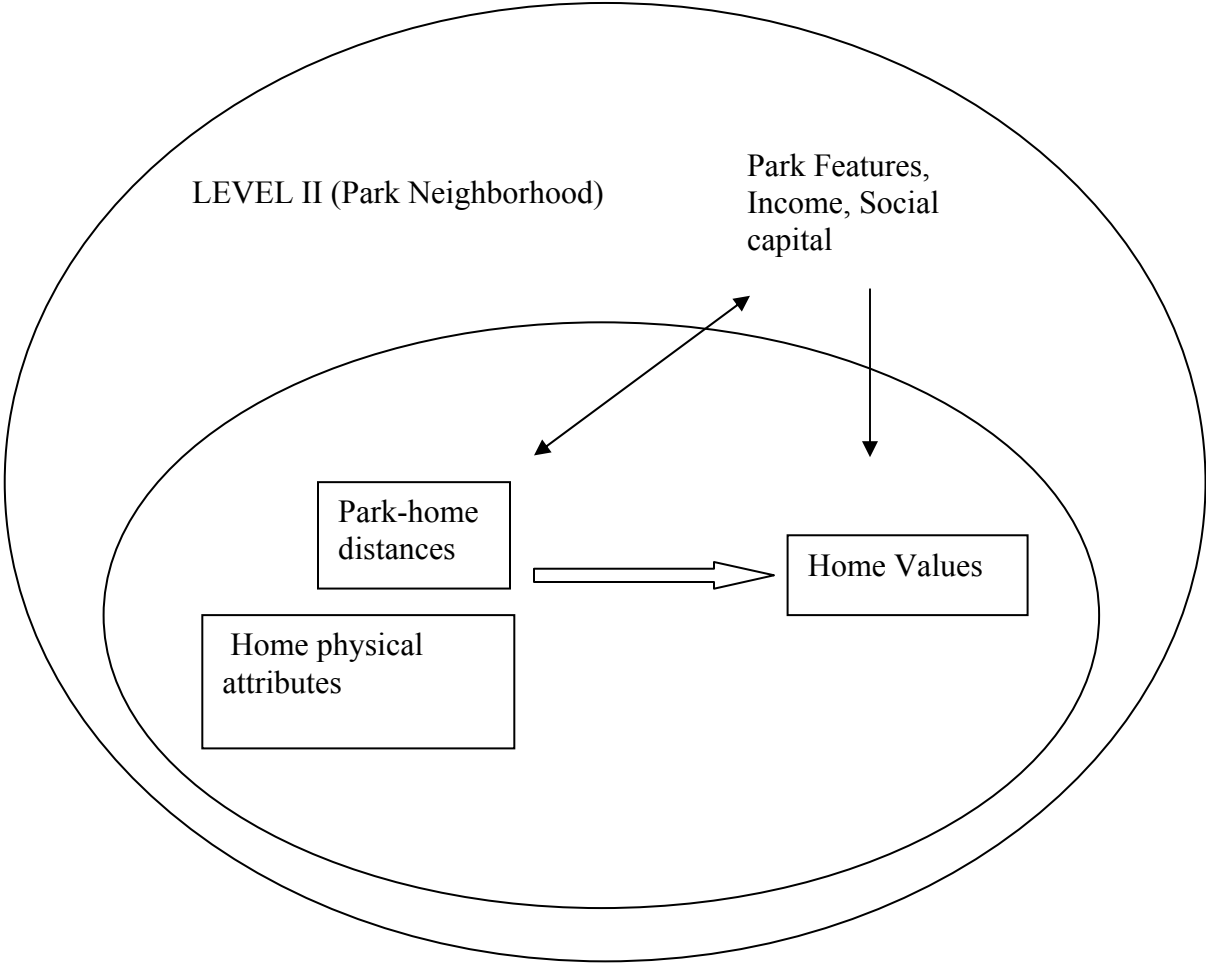 LEVEL II (Park Neighborhood)
Park Features,
Income, Social
capital
Park-home
distances
Home Values
Home physical
attributes